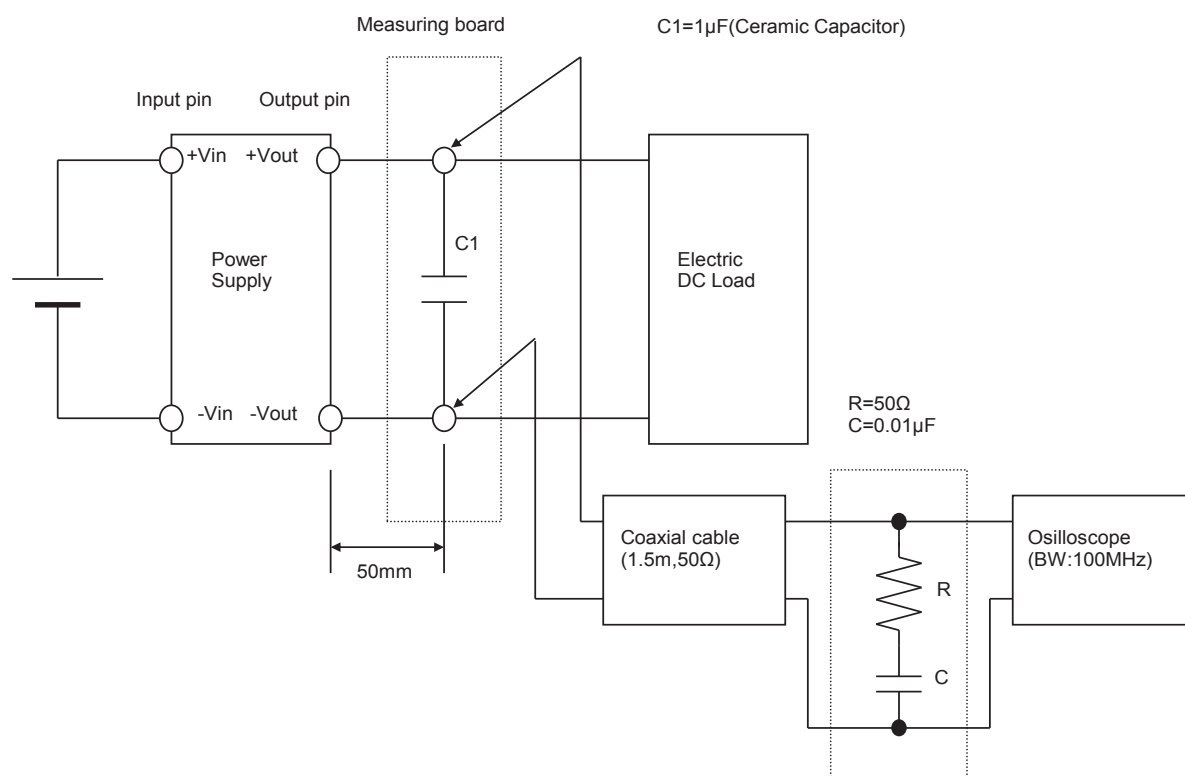 Measuring board
C1=1µF(Ceramic Capacitor)
Input pin
Output pin
+Vin
+Vout
C1
Power
Supply
Electric
DC Load
-Vin
-Vout
R=50Ω
C=0.01µF
50mm
Coaxial cable
(1.5m,50Ω)
Osilloscope
(BW:100MHz)
R
C